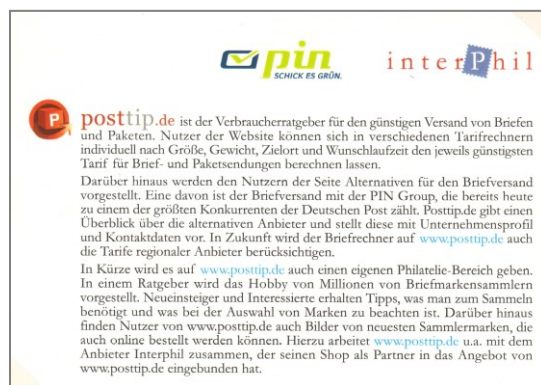 pin
SCHICK ES GRÜN.
interPhil
P
posttip.de ist der Verbraucherratgeber für den günstigen Versand von Briefen
und Paketen. Nutzer der Website können sich in verschiedenen Tarifrechnern
individuell nach Größe, Gewicht, Zielort und Wunschlaufzeit den jeweils günstigsten
Tarif für Brief- und Paketsendungen berechnen lassen.
Darüber hinaus werden den Nutzern der Seite Alternativen für den Briefversand
vorgestellt. Eine davon ist der Briefversand mit der PIN Group, die bereits heute
zu einem der größten Konkurrenten der Deutschen Post zählt. Posttip.de gibt einen
Überblick über die alternativen Anbieter und stellt diese mit Unternehmensprofil
und Kontaktdaten vor. In Zukunft wird der Briefrechner auf www.posttip.de auch
die Tarife regionaler Anbieter berücksichtigen.
In Kürze wird es auf www.posttip.de auch einen eigenen Philatelie-Bereich geben.
In einem Ratgeber wird das Hobby von Millionen von Briefmarkensammlern
vorgestellt. Neueinsteiger und Interessierte erhalten Tipps, was man zum Sammeln
benötigt und was bei der Auswahl von Marken zu beachten ist. Darüber hinaus
finden Nutzer von www.posttip.de auch Bilder von neuesten Sammlermarken, die
auch online bestellt werden können. Hierzu arbeitet www.posttip.de u.a. mit dem
Anbieter Interphil zusammen, der seinen Shop als Partner in das Angebot von
www.posttip.de eingebunden hat.